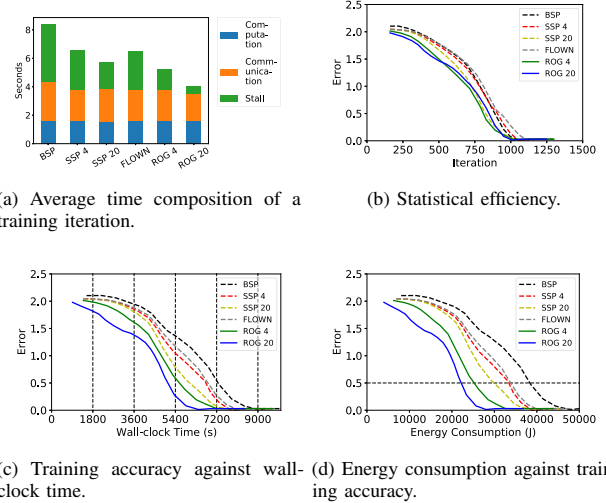 8
6
4
2
0
Seconds
BSP
SSP 4
SSP 20
FLOWN
ROG 4
ROG 20
Com-
puta-
tion
Comm-
unica-
tion
Stall
(a) Average time composition of a
training iteration.
2.5
2.0
1.5
1.0
0.5
0.0
Error
0 250 500 750 1000 1250 1500
Iteration
BSP
SSP 4
SSP 20
FLOWN
ROG 4
ROG 20
(b) Statistical efficiency.
2.5
2.0
1.5
1.0
0.5
0.0
Error
0 1800 3600 5400 7200 9000
Wall-clock Time (s)
BSP
SSP 4
SSP 20
FLOWN
ROG 4
ROG 20
(c) Training accuracy against wall-
clock time.
2.5
2.0
1.5
1.0
0.5
0.0
Error
0 10000 20000 30000 40000 50000
Energy Consumption (J)
BSP
SSP 4
SSP 20
FLOWN
ROG 4
ROG 20
(d) Energy consumption against train-
ing accuracy.